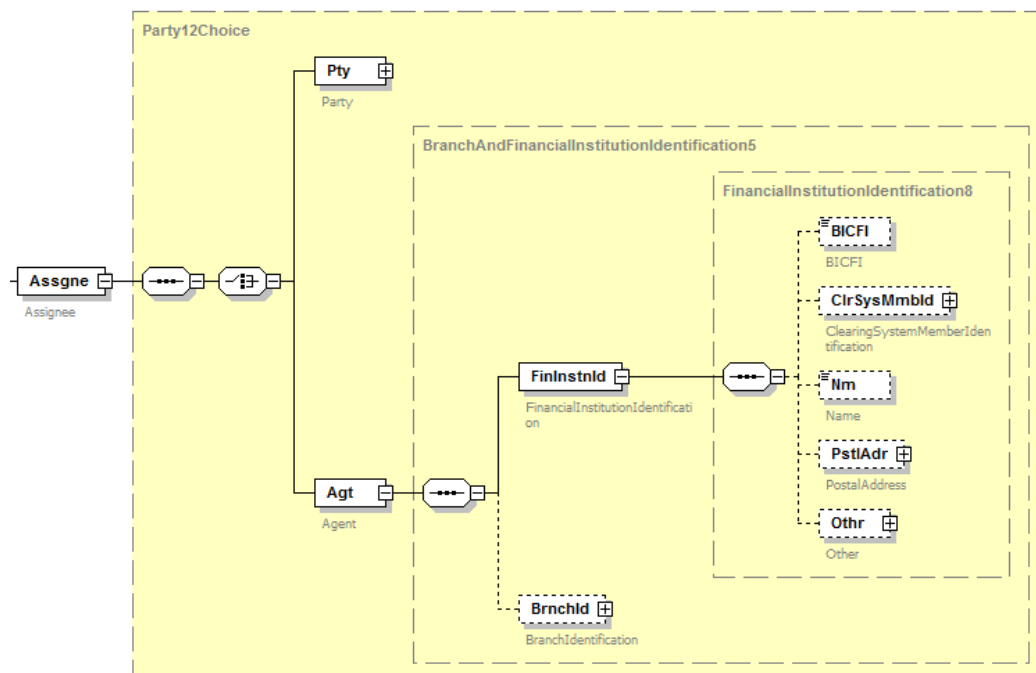 Party12Choice
Pty
Party
BranchAndFinancialInstitutionIdentification5
FinancialInstitutionIdentification8
BICFI
BICFI
Assgne
Assignee
ClrSysMmbId
ClearingSystemMemberIden
tification
FinInstnId
FinancialInstitutionIdentificati
on
Nm
Name
PstlAdr
PostalAddress
Agt
Agent
Othr
Other
BrnchId
BranchIdentification